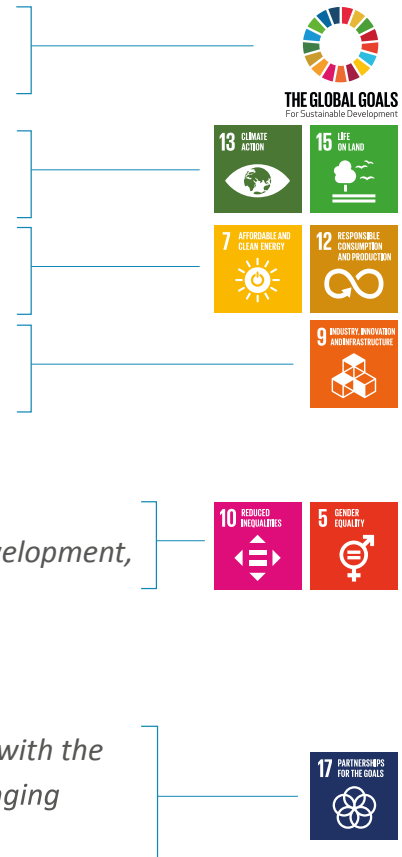 THE GLOBAL GOALS
For Sustainable Development
13 CLIMATE
ACTION
15 LIFE
ON LAND
7 AFFORDABLE AND
CLEAN ENERGY
12 RESPONSIBLE
CONSUMPTION
AND PRODUCTION
9 INDUSTRY, INNOVATION
AND INFRASTRUCTURE
10 REDUCED
INEQUALITIES
5 GENDER
EQUALITY
velopment,
with the
17 PARTNERSHIPS
FOR THE GOALS
nging